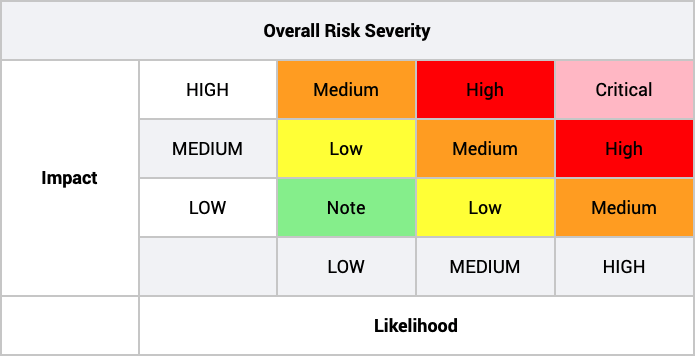 Overall Risk Severity
HIGH Medium High Critical
MEDIUM Low Medium High
Impact
LOW Note Low Medium
LOW MEDIUM HIGH
Likelihood